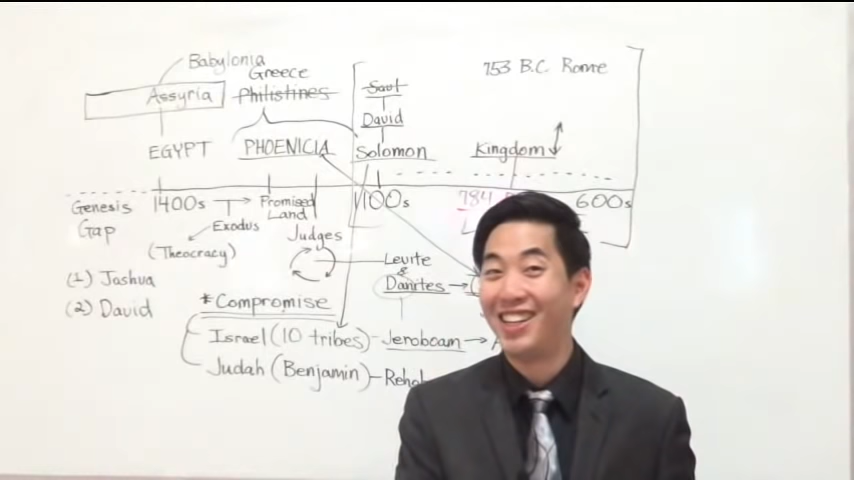 Babylonia
Greece
Assyria
Philistines
EGYPT
PHOENICIA
Saul
David
Solomon
753 B.C. Rome
Kingdom
Genesis
Gap
1400s
Exodus
(Theocracy)
Promised
Land
Judges
1100s
784
600s
(1) Joshua
(2) David
Levite
&
Danites
*Compromise
Israel (10 tribes) - Jeroboam
Judah (Benjamin) -